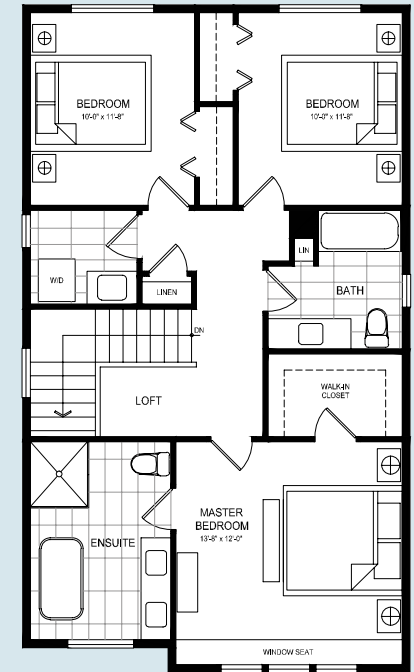 BEDROOM
10'-0" x 11'-8"
BEDROOM
10'-0" x 11'-8"
LIN
W/D
LINEN
BATH
DN
LOFT
WALK-IN
CLOSET
MASTER
BEDROOM
13'-6" x 12'-0"
ENSUITE
WINDOW SEAT